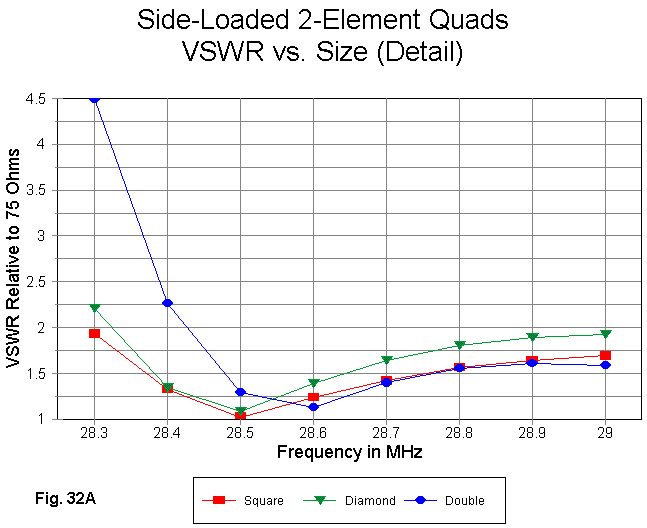 Side-Loaded 2-Element Quads
VSWR vs. Size (Detail)
VSWR Relative to 75 Ohms
4.5
4
3.5
3
2.5
2
1.5
1
28.3 28.4 28.5 28.6 28.7 28.8 28.9 29
Frequency in MHz
Fig. 32A
Square Diamond Double